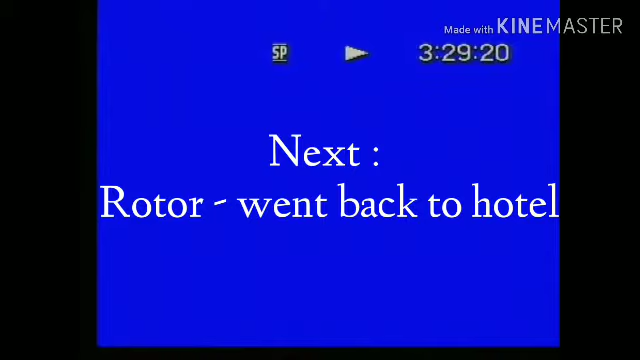 Made with KINEMASTER
SP ▶ 3:29:20
Next :
Rotor - went back to hotel